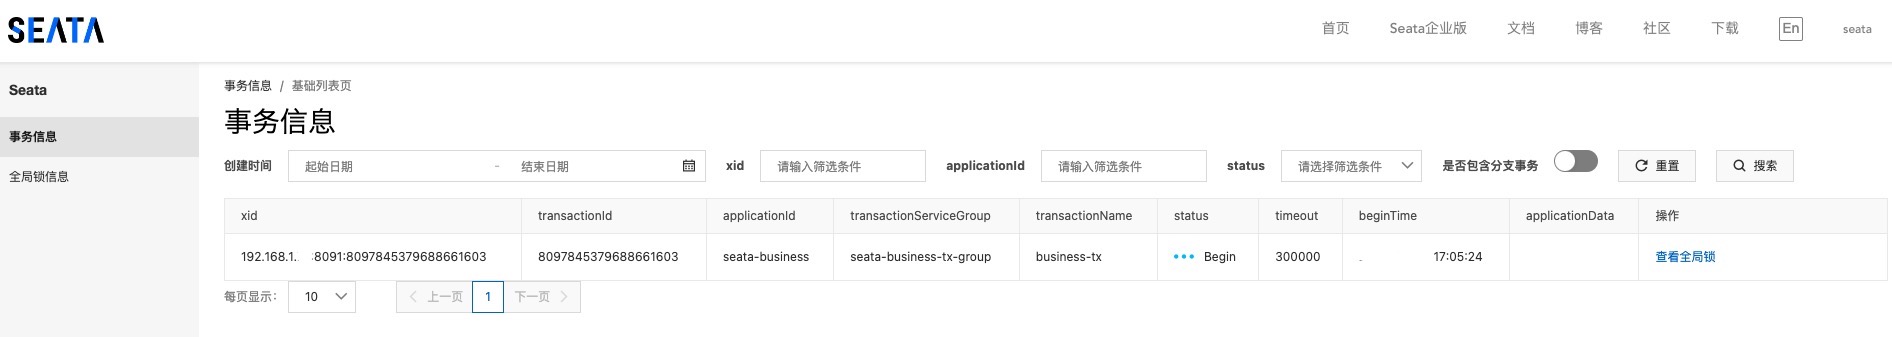 SEATA 首页 Seata企业版 文档 博客 社区 下载 En seata
Seata
事务信息
全局锁信息
事务信息 / 基础列表页
事务信息
创建时间 起始日期 - 结束日期 xid 请输入筛选条件 applicationId 请输入筛选条件 status 请选择筛选条件 是否包含分支事务 重置 搜索
xid transactionId applicationId transactionServiceGroup transactionName status timeout beginTime applicationData 操作
192.168.1. :8091:8097845379688661603 8097845379688661603 seata-business seata-business-tx-group business-tx Begin 300000 17:05:24 查看全局锁
每页显示: 10 上一页 1 下一页